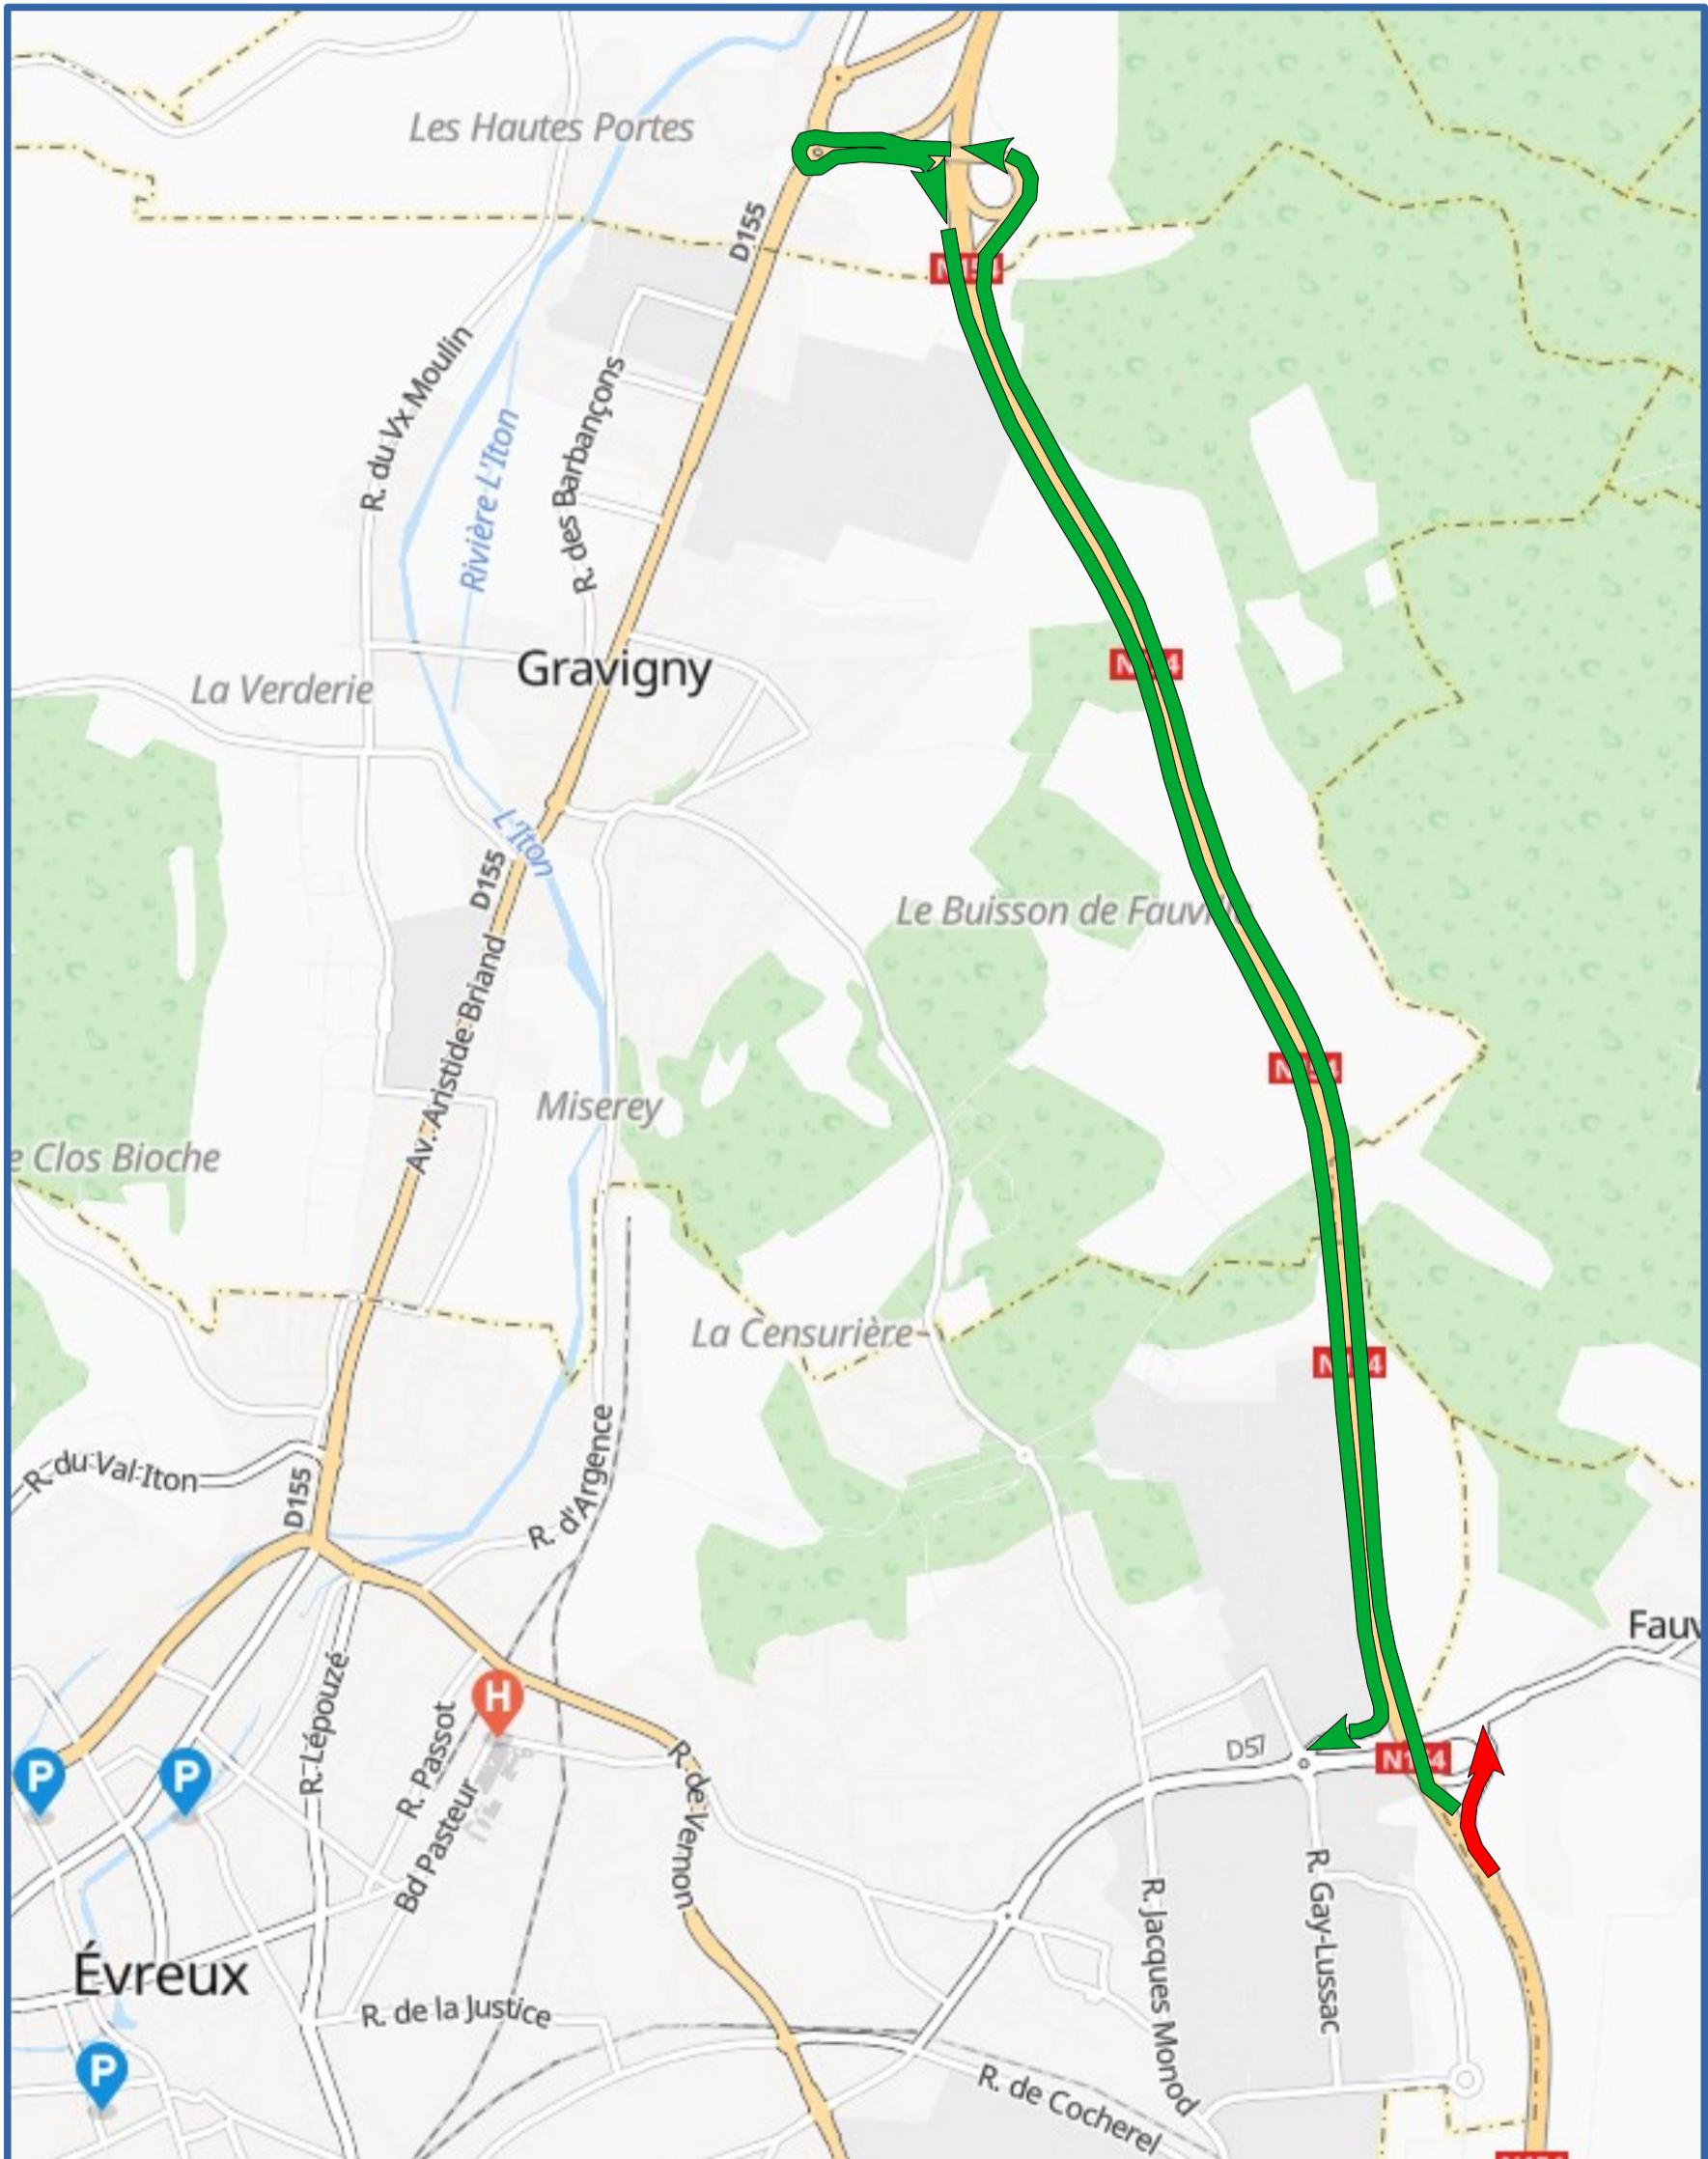 Les Hautes Portes
D155
R. du Vx Moulin
Rivière L'Iton
R. des Barbançons
Gravigny
La Verderie
L'Iton
D155
Le Buisson de Fauville
Av. Aristide Briand
Miserey
e Clos Bioche
La Censurière
R. du Val Iton
D155
R. d'Argence
Fauv
R. Lépouzé
R. Passot
H
Bd Pasteur
R. de Vernon
D57
P
P
R. Jacques Monod
R. Gay-Lussac
Évreux
R. de la Justice
P
R. de Cocherel